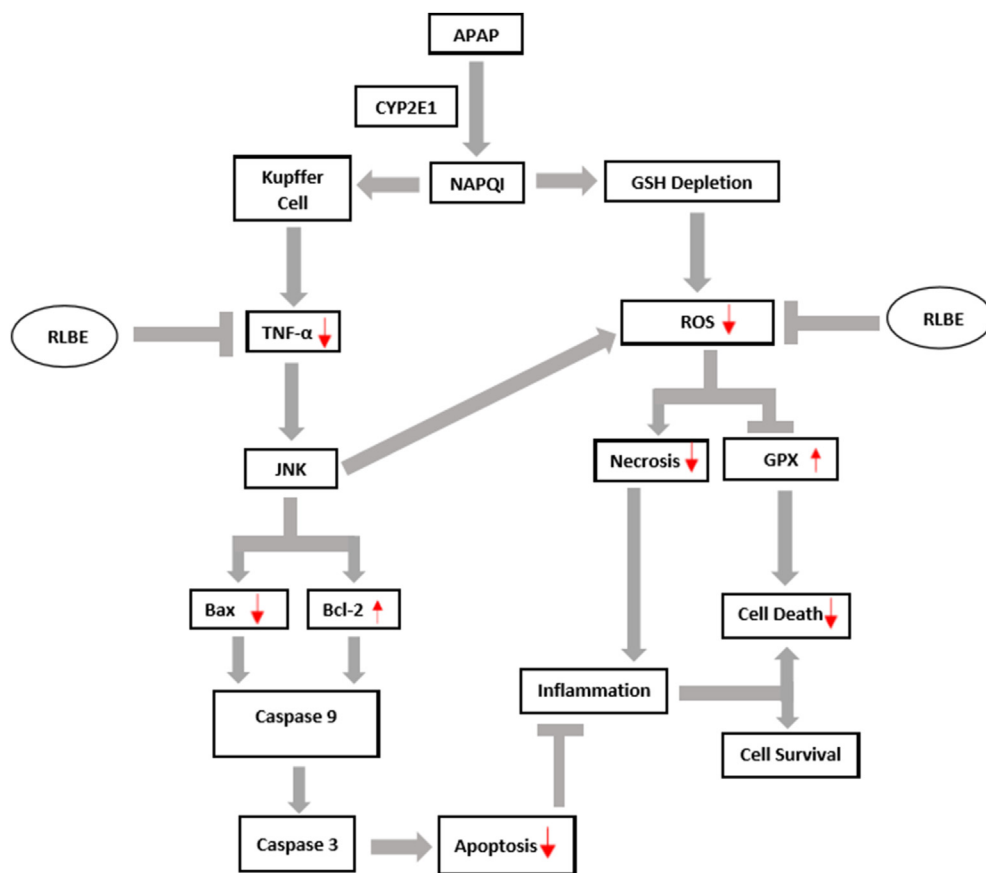 APAP
CYP2E1
Kupffer
Cell
NAPQI
GSH Depletion
RLBE
TNF-α
ROS
RLBE
JNK
Necrosis
GPX
Bax
Bcl-2
Cell Death
Caspase 9
Inflammation
Cell Survival
Caspase 3
Apoptosis